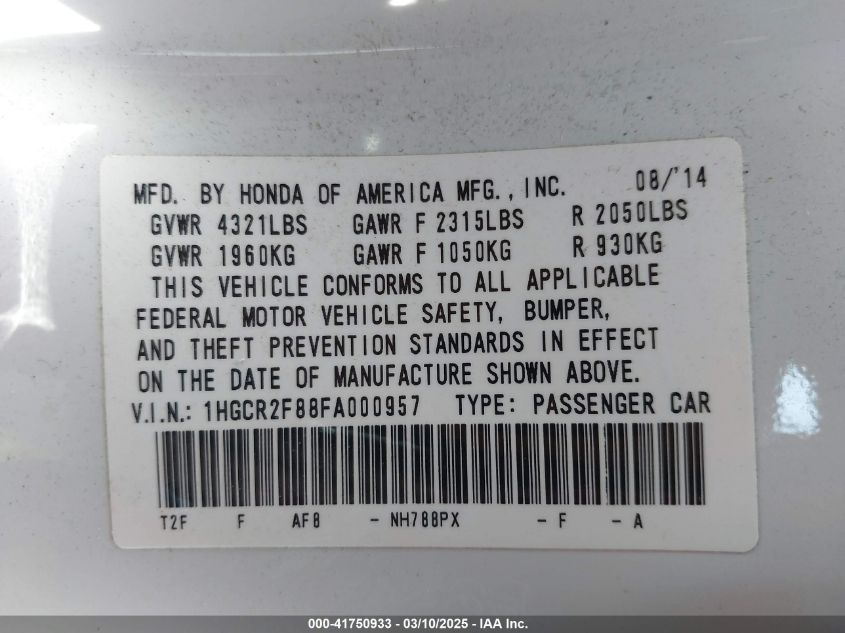 MFD. BY HONDA OF AMERICA MFG., INC. 08/'14
GVWR 4321LBS GAWR F 2315LBS R 2050LBS
GVWR 1960KG GAWR F 1050KG R 930KG
THIS VEHICLE CONFORMS TO ALL APPLICABLE
FEDERAL MOTOR VEHICLE SAFETY, BUMPER,
AND THEFT PREVENTION STANDARDS IN EFFECT
ON THE DATE OF MANUFACTURE SHOWN ABOVE.
V.I.N.: 1HGCR2F88FA000957 TYPE: PASSENGER CAR
T2F F AF8 - NH788PX - F - A
000-41750933 - 03/10/2025 - IAA Inc.